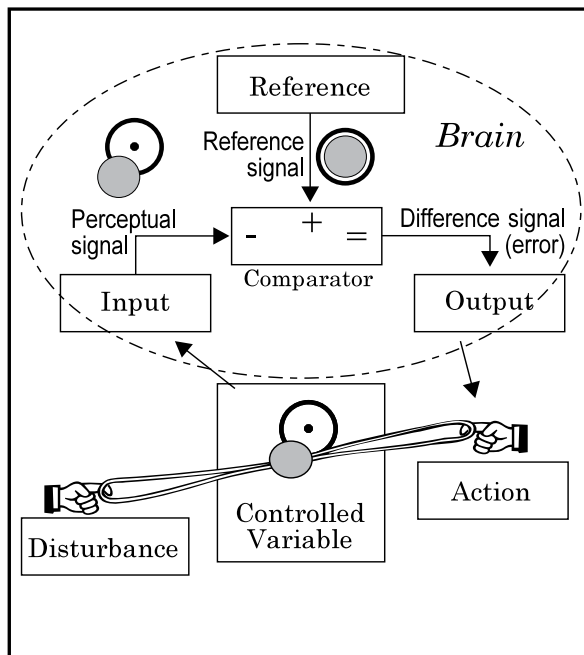 Reference
Brain
Reference
signal
Perceptual
signal
Difference signal
(error)
- + =
Comparator
Input
Output
Controlled
Variable
Action
Disturbance